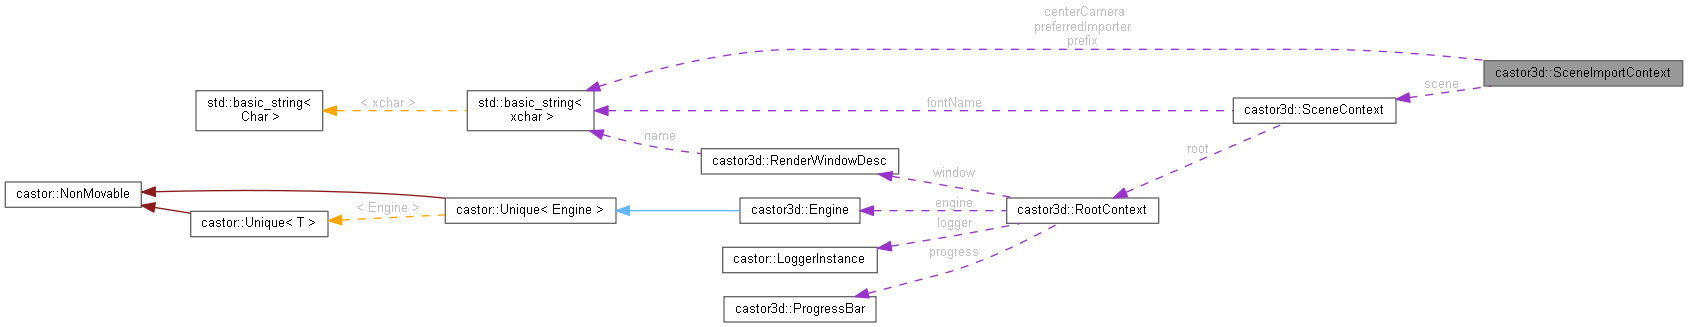 centerCamera
preferredImporter
prefix
castor3d::SceneImportContext
scene
std::basic_string<
Char >
< xchar >
std::basic_string<
xchar >
fontName
castor3d::SceneContext
name
root
castor3d::RenderWindowDesc
window
castor::NonMovable
< Engine >
castor::Unique< T >
castor::Unique< Engine >
castor3d::Engine
engine
castor3d::RootContext
logger
castor::LoggerInstance
progress
castor3d::ProgressBar